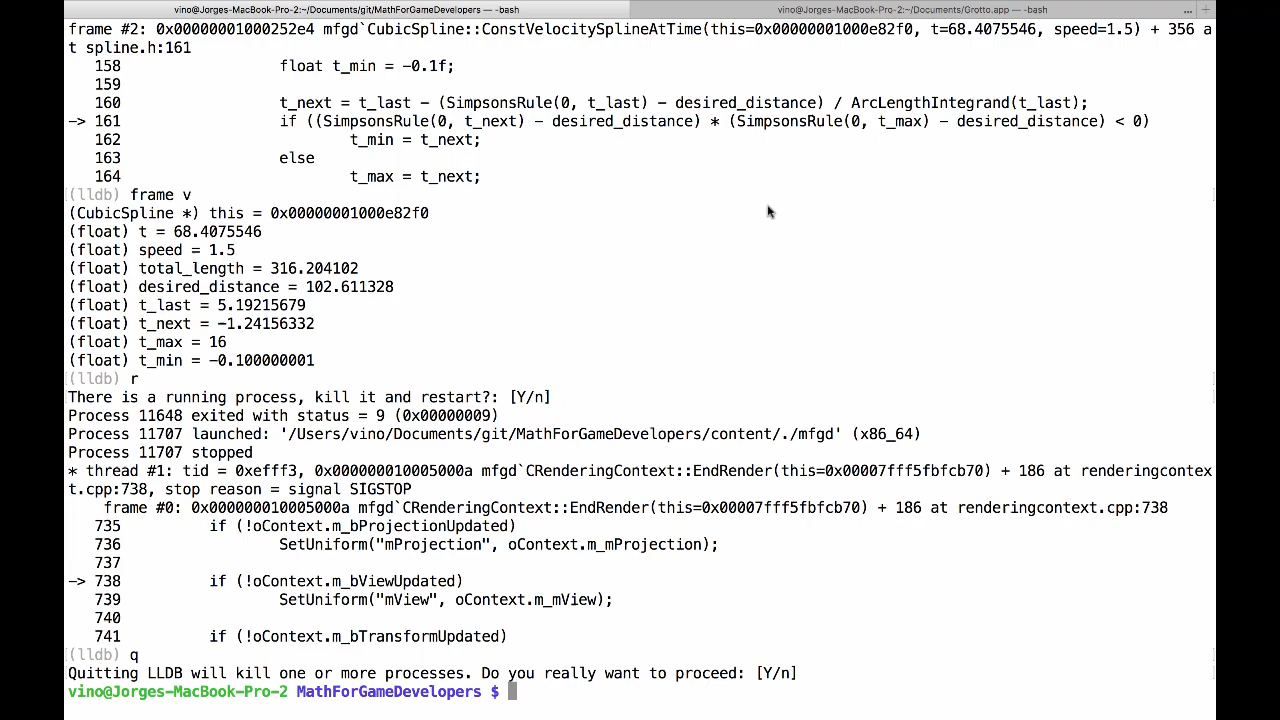 vino@Jorges-MacBook-Pro-2:~/Documents/git/MathForGameDevelopers — -bash
vino@Jorges-MacBook-Pro-2:~/Documents/Grotto.app — -bash
... +
frame #2: 0x00000001000252e4 mfgd`CubicSpline::ConstVelocitySplineAtTime(this=0x00000001000e82f0, t=68.4075546, speed=1.5) + 356 a
t spline.h:161
158 float t_min = -0.1f;
159
160 t_next = t_last - (SimpsonsRule(0, t_last) - desired_distance) / ArcLengthIntegrand(t_last);
-> 161 if ((SimpsonsRule(0, t_next) - desired_distance) * (SimpsonsRule(0, t_max) - desired_distance) < 0)
162 t_min = t_next;
163 else
164 t_max = t_next;
(lldb) frame v
(CubicSpline *) this = 0x00000001000e82f0
(float) t = 68.4075546
(float) speed = 1.5
(float) total_length = 316.204102
(float) desired_distance = 102.611328
(float) t_last = 5.19215679
(float) t_next = -1.24156332
(float) t_max = 16
(float) t_min = -0.100000001
(lldb) r
There is a running process, kill it and restart?: [Y/n]
Process 11648 exited with status = 9 (0x00000009)
Process 11707 launched: '/Users/vino/Documents/git/MathForGameDevelopers/content/./mfgd' (x86_64)
Process 11707 stopped
* thread #1: tid = 0xefff3, 0x000000010005000a mfgd`CRenderingContext::EndRender(this=0x00007fff5fbfcb70) + 186 at renderingcontex
t.cpp:738, stop reason = signal SIGSTOP
frame #0: 0x000000010005000a mfgd`CRenderingContext::EndRender(this=0x00007fff5fbfcb70) + 186 at renderingcontext.cpp:738
735 if (!oContext.m_bProjectionUpdated)
736 SetUniform("mProjection", oContext.m_mProjection);
737
-> 738 if (!oContext.m_bViewUpdated)
739 SetUniform("mView", oContext.m_mView);
740
741 if (!oContext.m_bTransformUpdated)
(lldb) q
Quitting LLDB will kill one or more processes. Do you really want to proceed: [Y/n]
vino@Jorges-MacBook-Pro-2 MathForGameDevelopers $